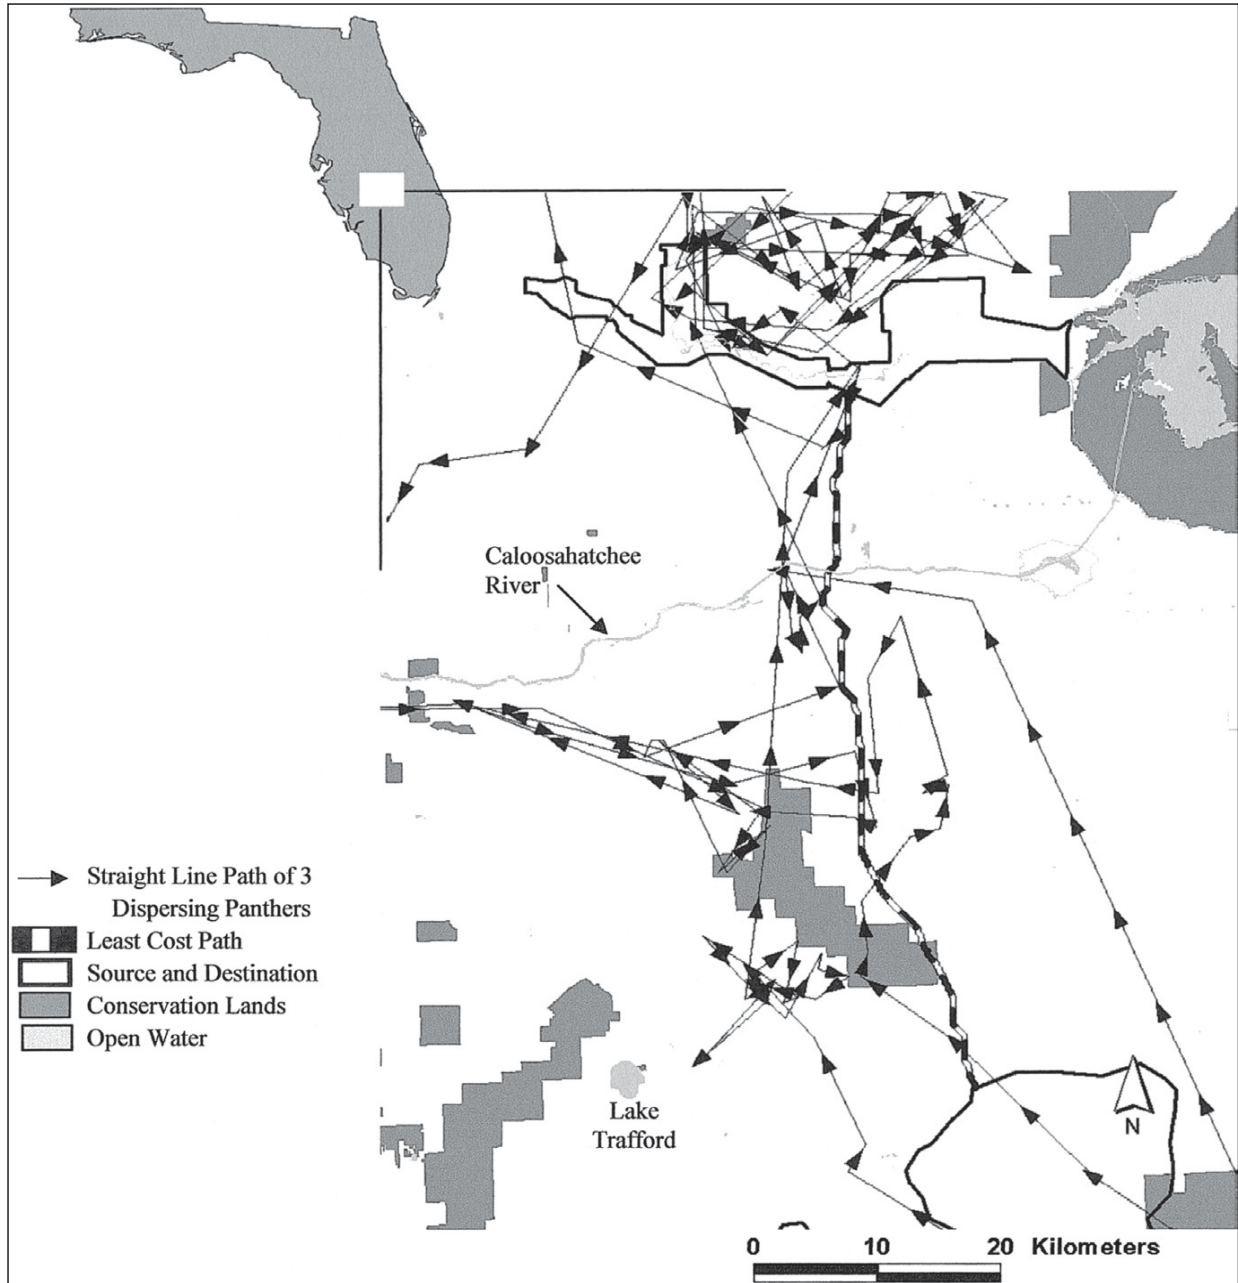 Caloosahatchee
River
Straight Line Path of 3
Dispersing Panthers
Least Cost Path
Source and Destination
Conservation Lands
Open Water
Lake
Trafford
N
0 10 20 Kilometers